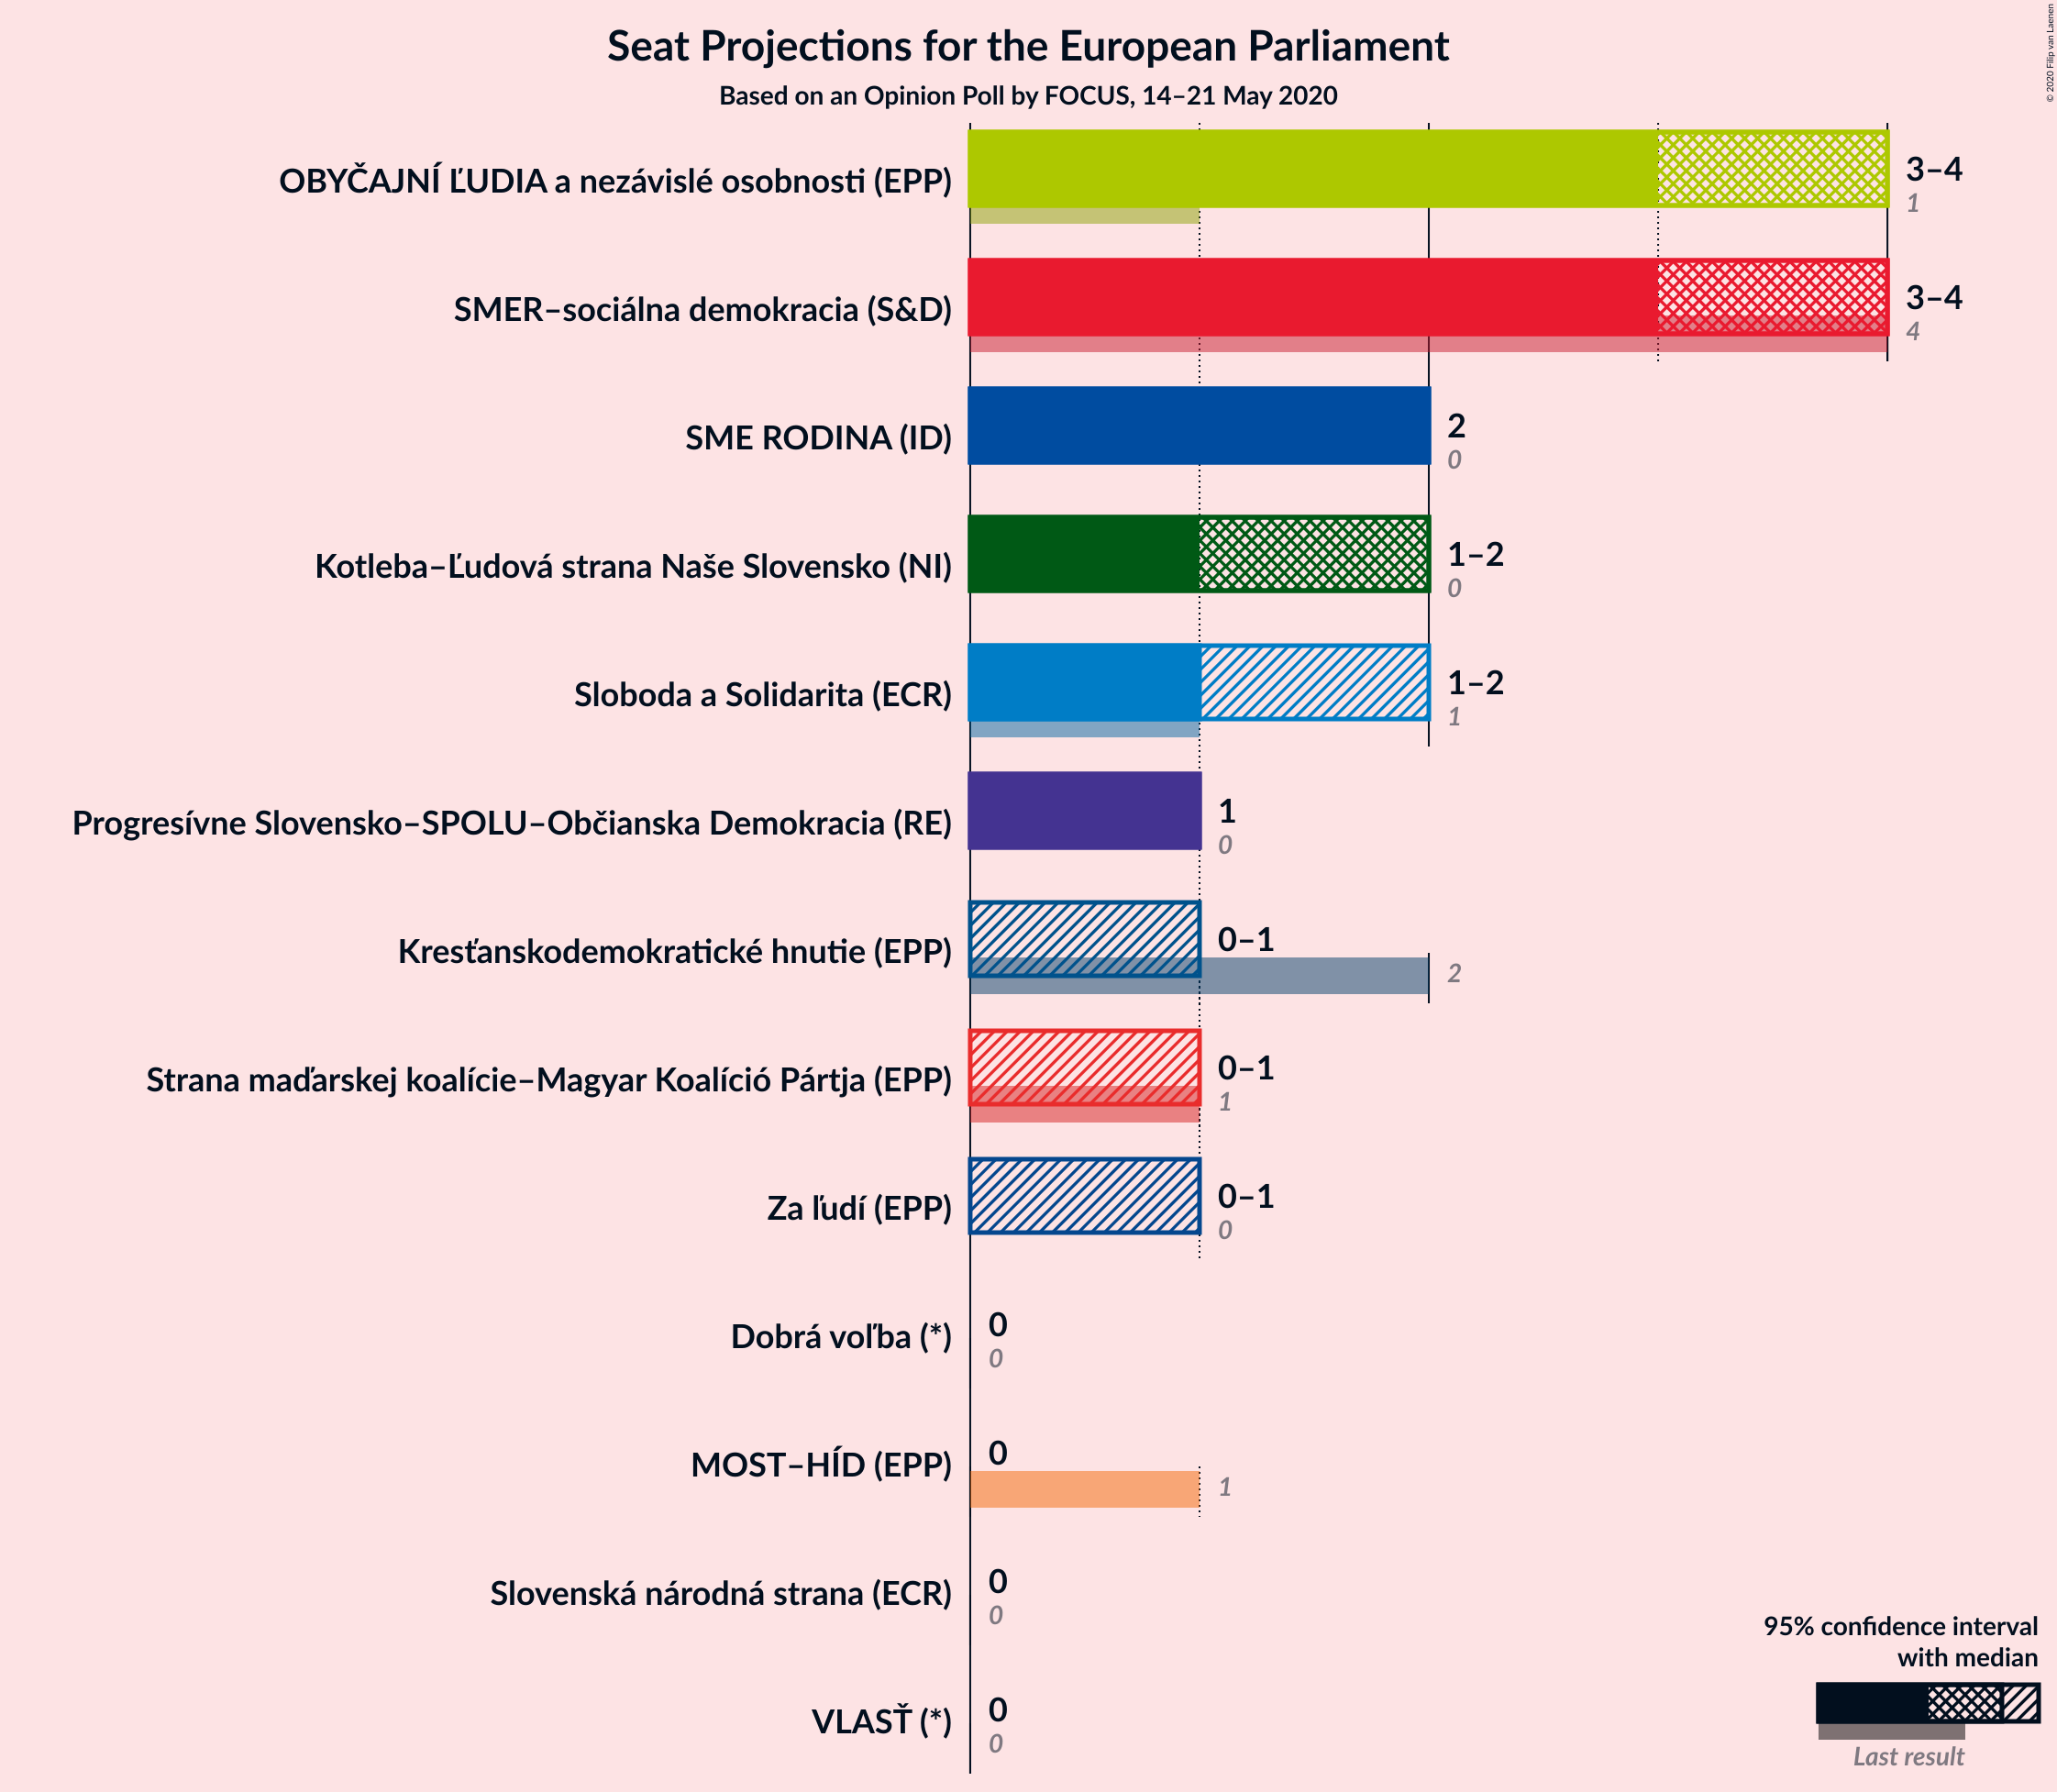 Seat Projections for the European Parliament
Based on an Opinion Poll by FOCUS, 14–21 May 2020
© 2020 Filip van Laenen
OBYČAJNÍ ĽUDIA a nezávislé osobnosti (EPP)
3–4
1
SMER–sociálna demokracia (S&D)
3–4
4
SME RODINA (ID)
2
0
Kotleba–Ľudová strana Naše Slovensko (NI)
1–2
0
Sloboda a Solidarita (ECR)
1–2
1
Progresívne Slovensko–SPOLU–Občianska Demokracia (RE)
1
0
Kresťanskodemokratické hnutie (EPP)
0–1
2
Strana maďarskej koalície–Magyar Koalíció Pártja (EPP)
0–1
1
Za ľudí (EPP)
0–1
0
Dobrá voľba (*)
0
0
MOST–HÍD (EPP)
0
1
Slovenská národná strana (ECR)
0
0
VLASŤ (*)
0
0
95% confidence interval
with median
Last result